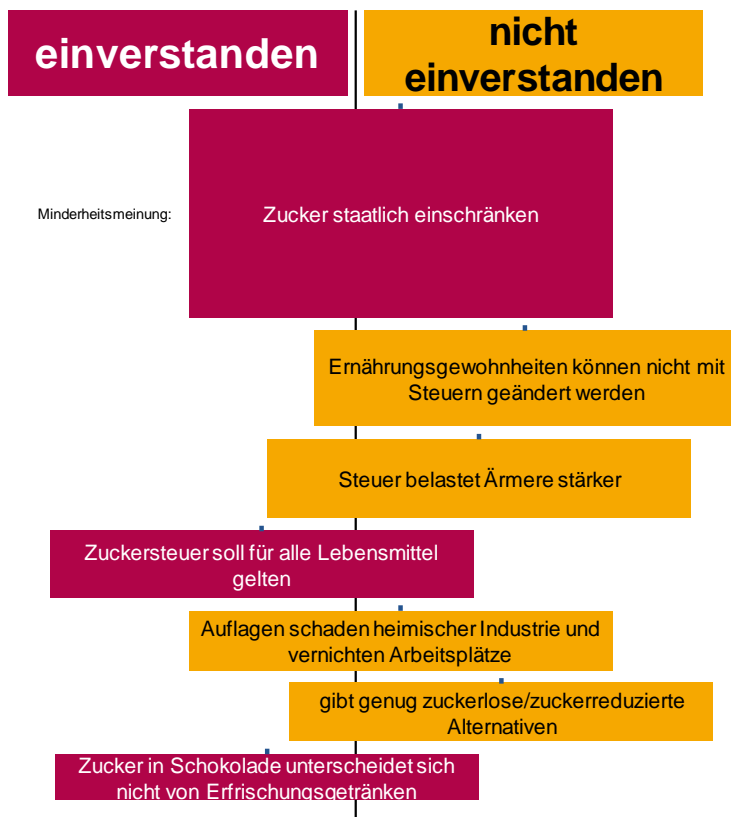 einverstanden
nicht
einverstanden
Minderheitsmeinung:
Zucker staatlich einschränken
Ernährungsgewohnheiten können nicht mit
Steuern geändert werden
Steuer belastet Ärmere stärker
Zuckersteuer soll für alle Lebensmittel
gelten
Auflagen schaden heimischer Industrie und
vernichten Arbeitsplätze
gibt genug zuckerlose/zuckerreduzierte
Alternativen
Zucker in Schokolade unterscheidet sich
nicht von Erfrischungsgetränken